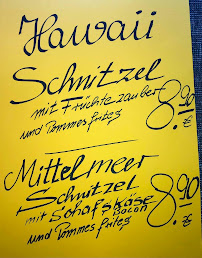 Hawaii
Schnitzel
mit Früchtezauber
und Pommes frites
8.90 €
Mittelmeer
Schnitzel
mit Schafskäse
Bacon
und Pommes frites
8.90 €